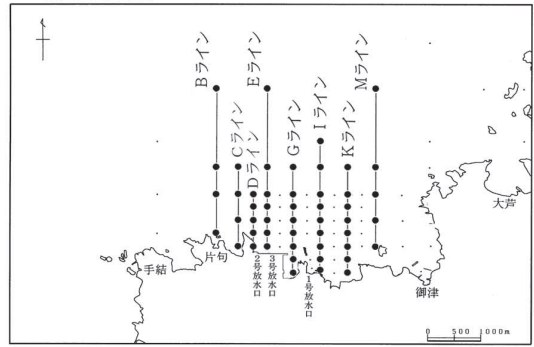 Bライン
Cライン
Dライン
Eライン
Gライン
Iライン
Kライン
Mライン
大芦
片句
手結
2号放水口
3号放水口
1号放水口
御津
0 500 1000m